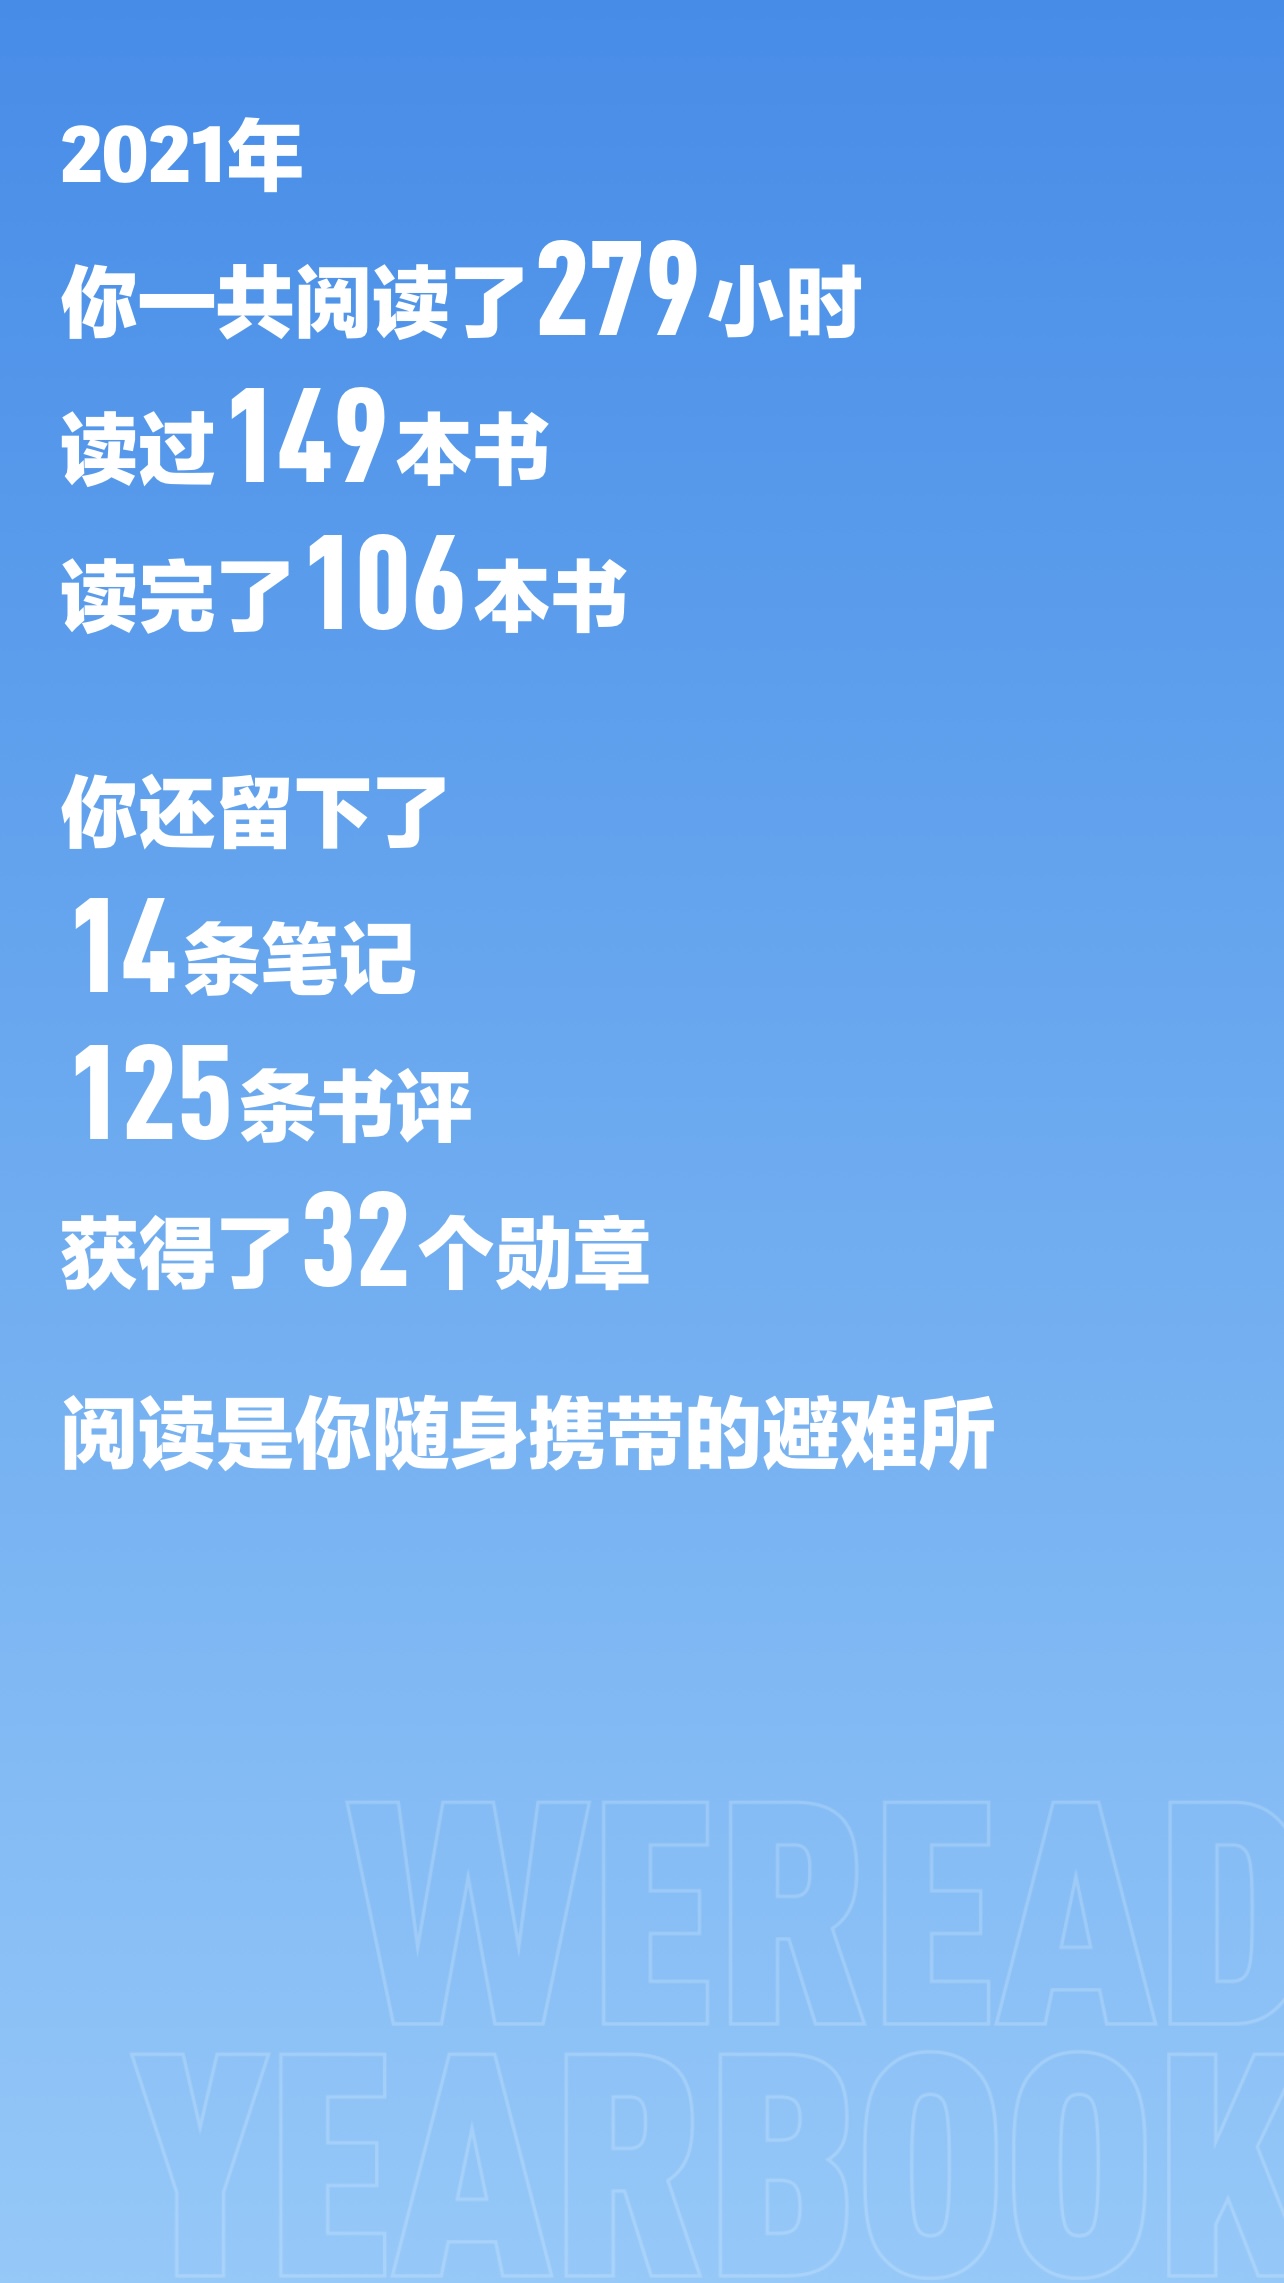 2021年
你一共阅读了279小时
读过149本书
读完了106本书
你还留下了
14条笔记
125条书评
获得了32个勋章
阅读是你随身携带的避难所
WEREAD
YEARBOOK